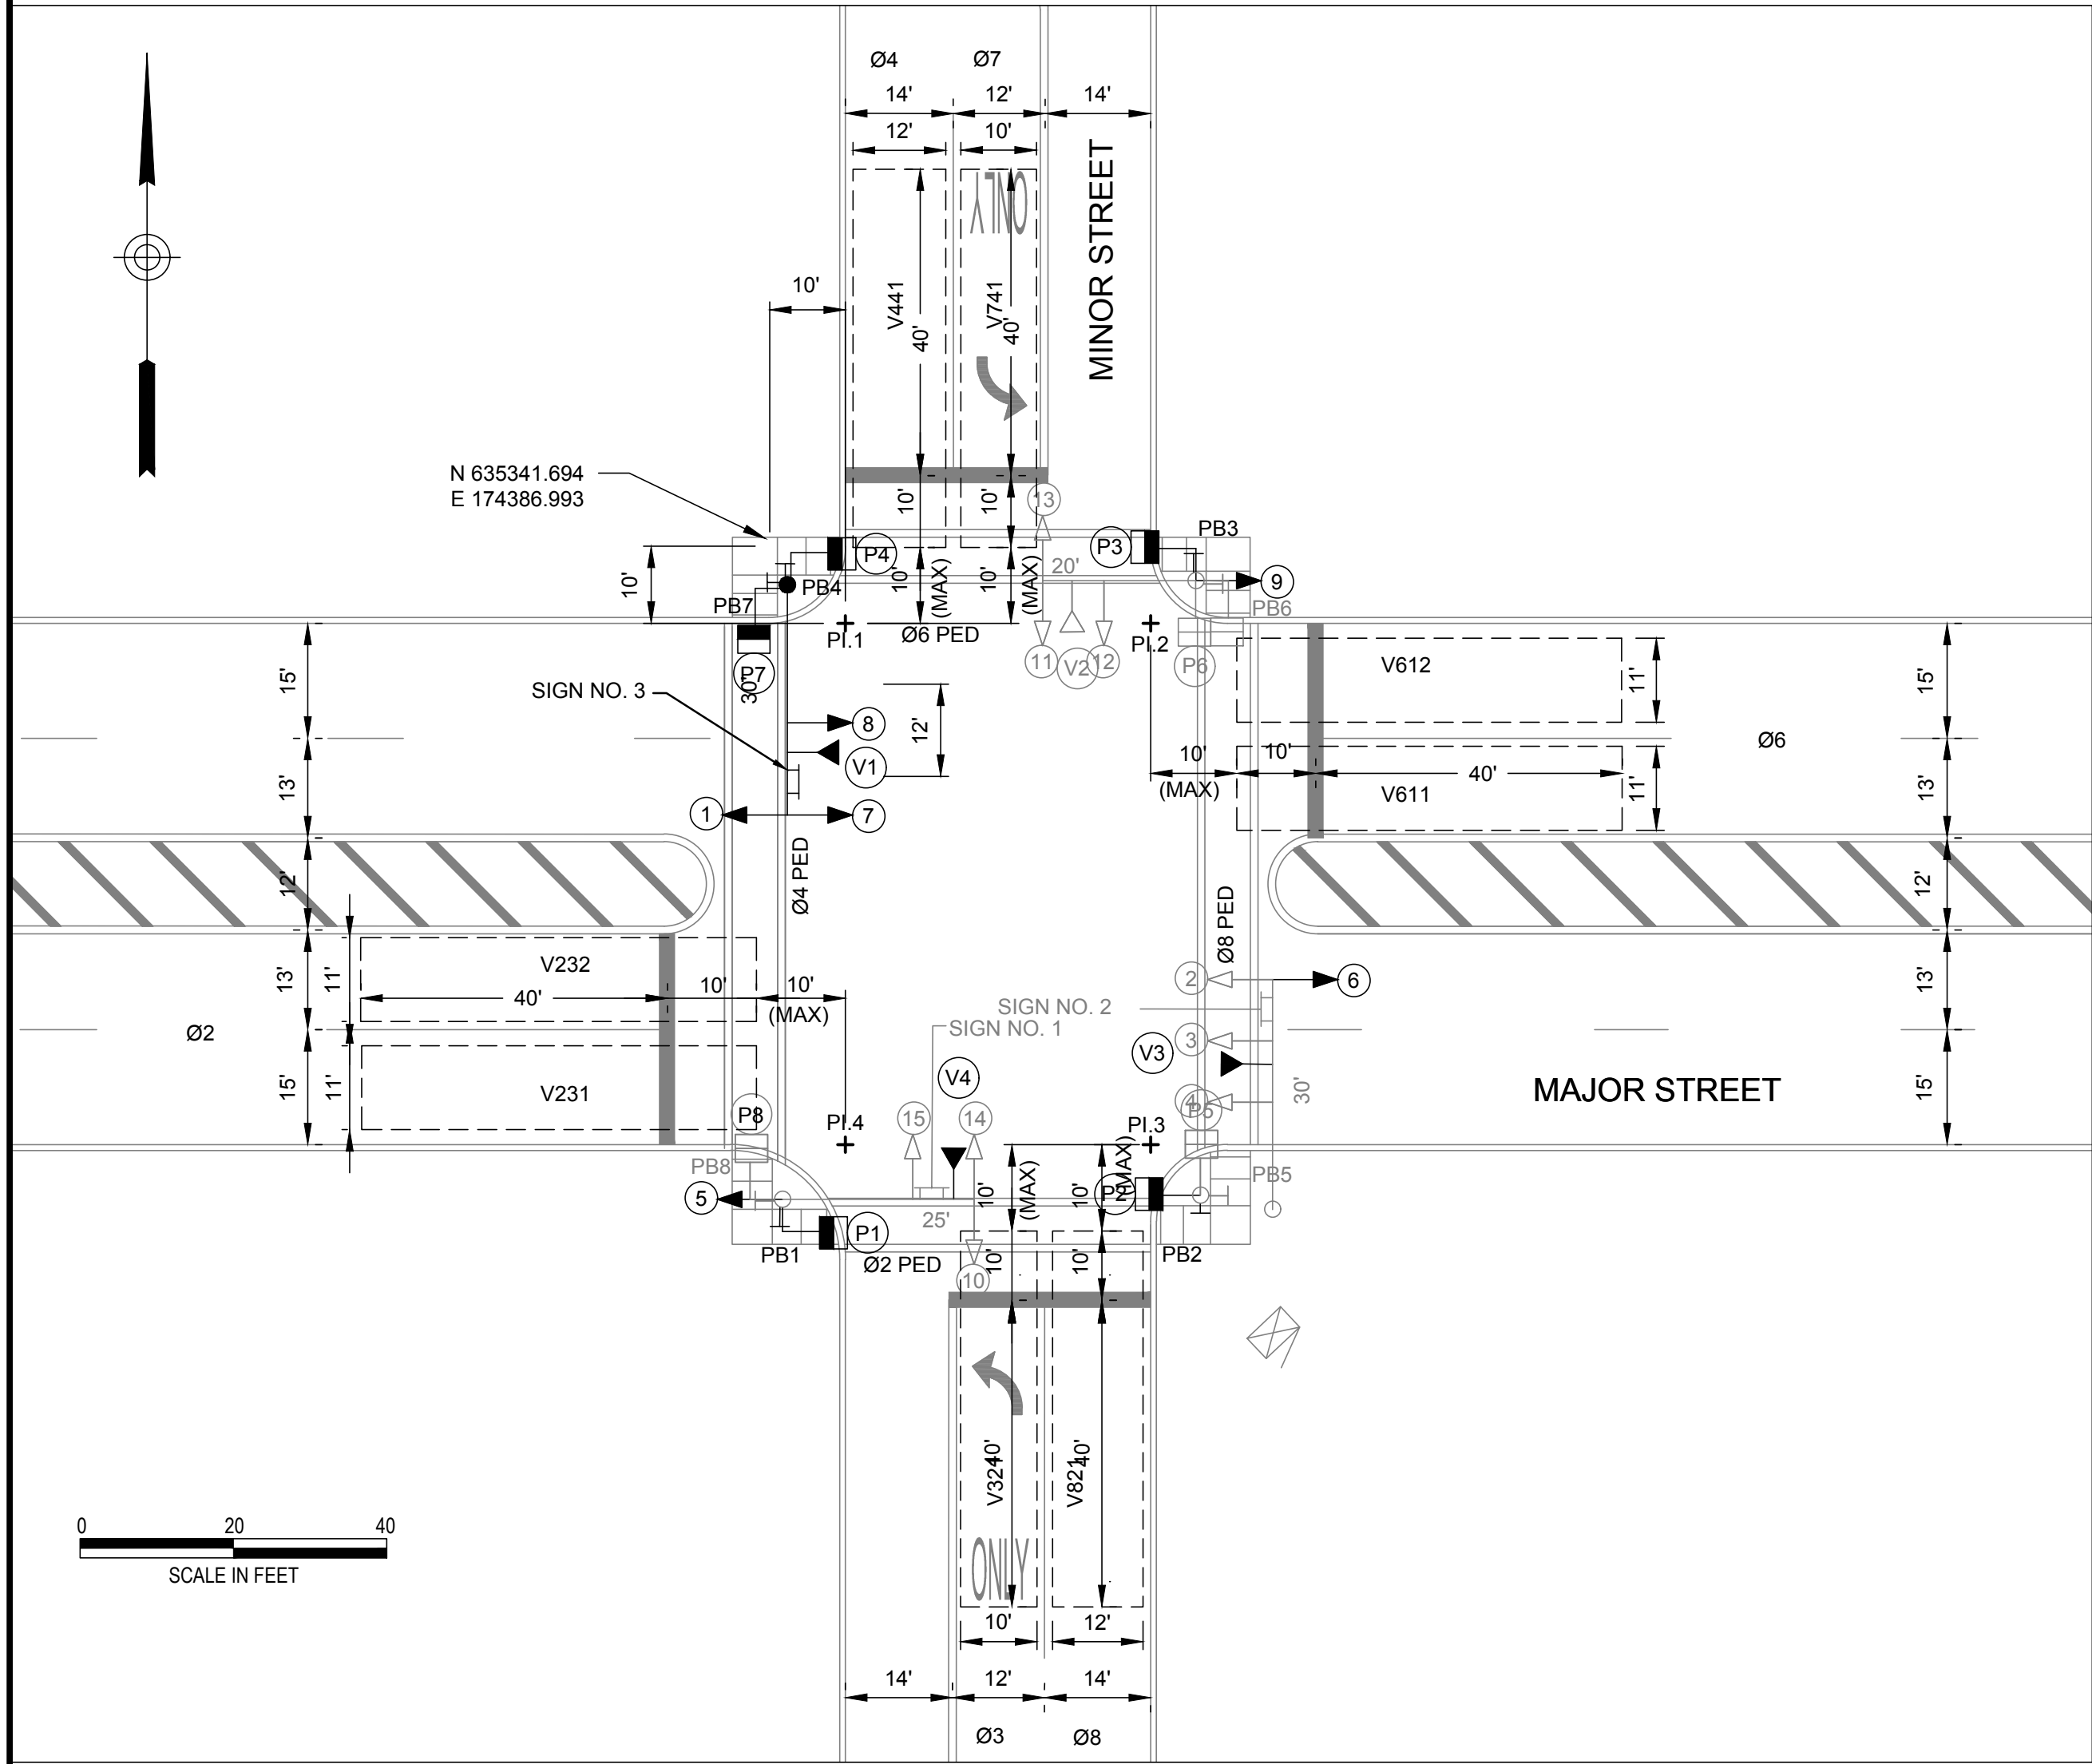 Ø4 Ø7
14' 12' 14'
12' 10'
ONLY
MINOR STREET
V441
40'
V741
40'
10'
N 635341.694
E 174386.993
10' 10'
13
P4
P3
PB3
20'
10'
(MAX)
10'
(MAX)
9
10'
PB4
PB7
PB6
PI.1
Ø6 PED
PI.2
11 V2 12
P6
P7
30'
SIGN NO. 3
8
12'
V1
1
7
15'
13'
12'
13'
15'
V612
11'
10'
(MAX)
10'
40'
V611
11'
Ø6
15'
13'
12'
13'
15'
Ø4 PED
Ø8 PED
V232
11'
40'
10'
10'
(MAX)
Ø2
V231
11'
2
6
SIGN NO. 2
SIGN NO. 1
3
V3
4
P5
30'
MAJOR STREET
V4
P8
PI.4
15
14
PI.3
PB8
PB5
5
P1
P2
25'
10'
(MAX)
10'
(MAX)
PB1
Ø2 PED
PB2
10
10'
10'
V321
40'
V821
40'
ONLY
0 20 40
SCALE IN FEET
10' 12'
14' 12' 14'
Ø3 Ø8